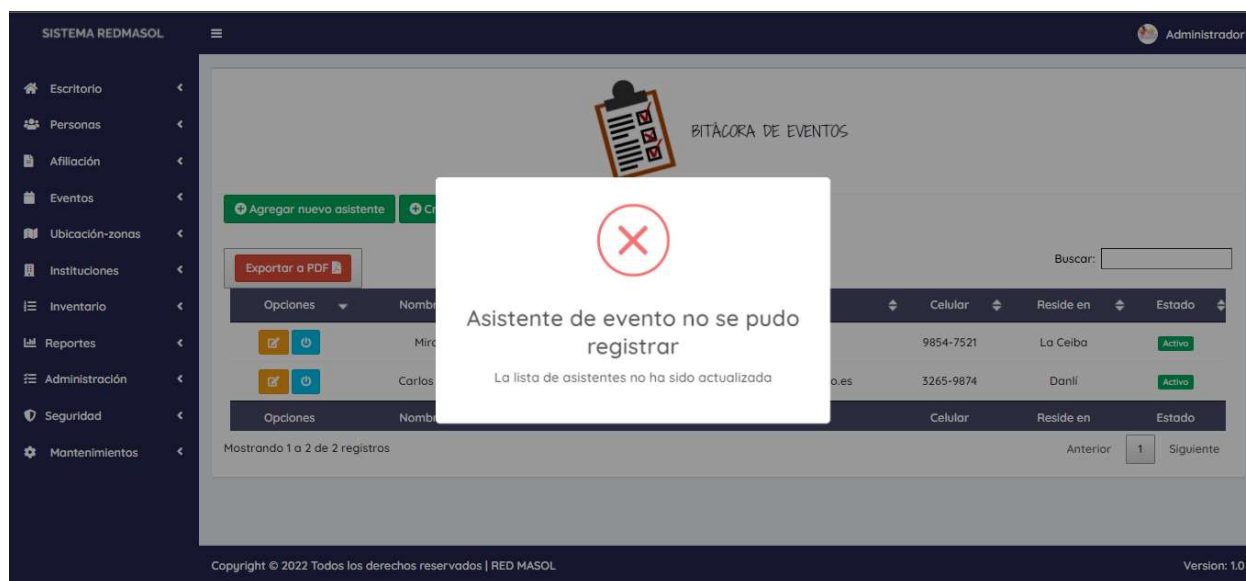 SISTEMA REDMASOL
Administrador
Escritorio
Personas
Afiliación
Eventos
Ubicación-zonas
Instituciones
Inventario
Reportes
Administración
Seguridad
Mantenimientos
BITÀCORA DE EVENTOS
Agregar nuevo asistente
Exportar a PDF
Buscar:
Opciones Celular Reside en Estado
9854-7521 La Ceiba Activo
Carlos o.es 3265-9874 Danlí Activo
Opciones Celular Reside en Estado
Mostrando 1 a 2 de 2 registros
Anterior 1 Siguiente
Asistente de evento no se pudo
registrar
La lista de asistentes no ha sido actualizada
Copyright © 2022 Todos los derechos reservados | RED MASOL
Version: 1.0